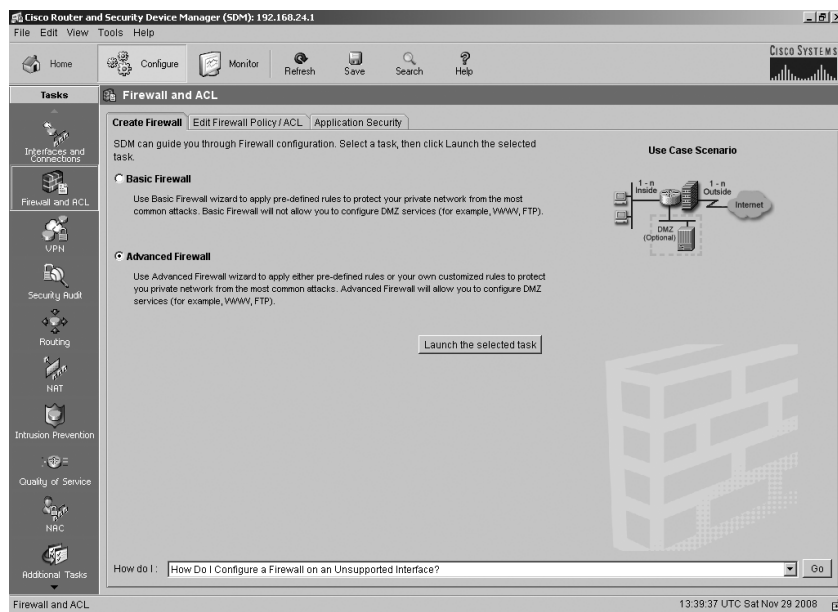 Cisco Router and Security Device Manager (SDM): 192.168.24.1
File Edit View Tools Help
Home
Configure
Monitor
Refresh
Save
Search
Help
CISCO SYSTEMS
Tasks
Firewall and ACL
Interfaces and
Connections
Firewall and ACL
VPN
Security Audit
Routing
NAT
Intrusion Prevention
Quality of Service
NAC
Additional Tasks
Create Firewall
Edit Firewall Policy / ACL
Application Security
SDM can guide you through Firewall configuration. Select a task, then click Launch the selected
task.
Basic Firewall
Use Basic Firewall wizard to apply pre-defined rules to protect your private network from the most
common attacks. Basic Firewall will not allow you to configure DMZ services (for example, WWW, FTP).
Advanced Firewall
Use Advanced Firewall wizard to apply either pre-defined rules or your own customized rules to protect
you private network from the most common attacks. Advanced Firewall will allow you to configure DMZ
services (for example, WWW, FTP).
Launch the selected task
Use Case Scenario
1 - n
Inside
1 - n
Outside
Internet
DMZ
(Optional)
How do I :
How Do I Configure a Firewall on an Unsupported Interface?
Go
Firewall and ACL
13:39:37 UTC Sat Nov 29 2008